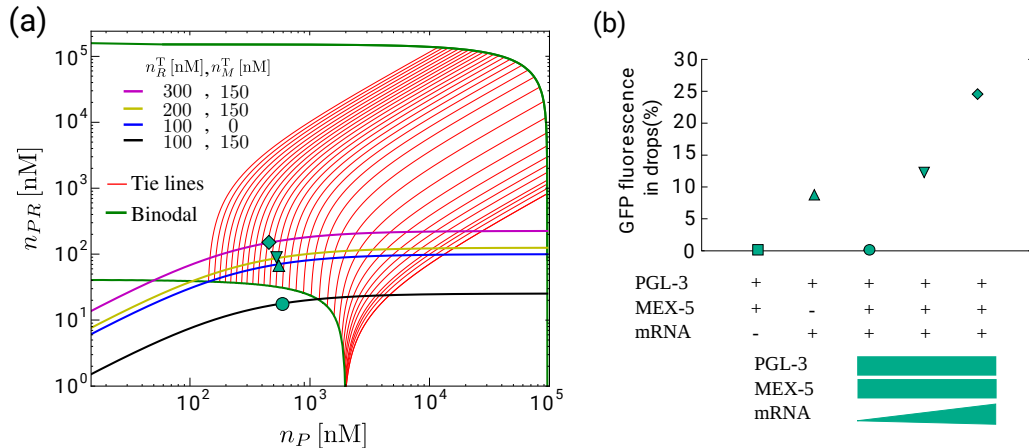 (a)
n_R^T [nM], n_M^T [nM]
300 , 150
200 , 150
100 , 0
100 , 150
Tie lines
Binodal
10^5
10^4
10^3
10^2
10^1
10^0
n_PR [nM]
10^2 10^3 10^4 10^5
n_P [nM]
(b)
GFP fluorescence
in drops(%)
30
25
20
15
10
5
0
PGL-3 + + + + +
MEX-5 + - + + +
mRNA - + + + +
PGL-3
MEX-5
mRNA